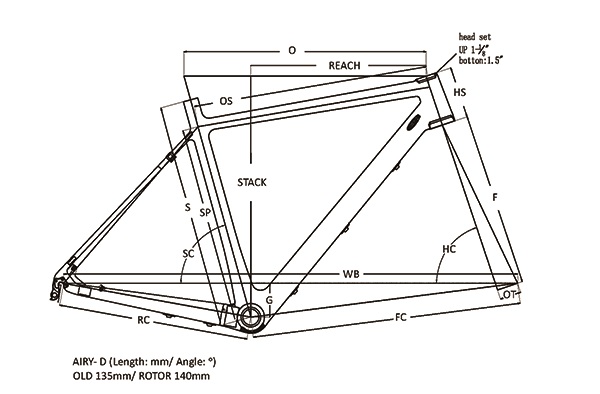 head set
UP 1-⅛"
botton:1.5"
O
REACH
HS
OS
STACK
S
SP
F
SC
HC
WB
G
OT
RC
FC
AIRY- D (Length: mm/ Angle: °)
OLD 135mm/ ROTOR 140mm